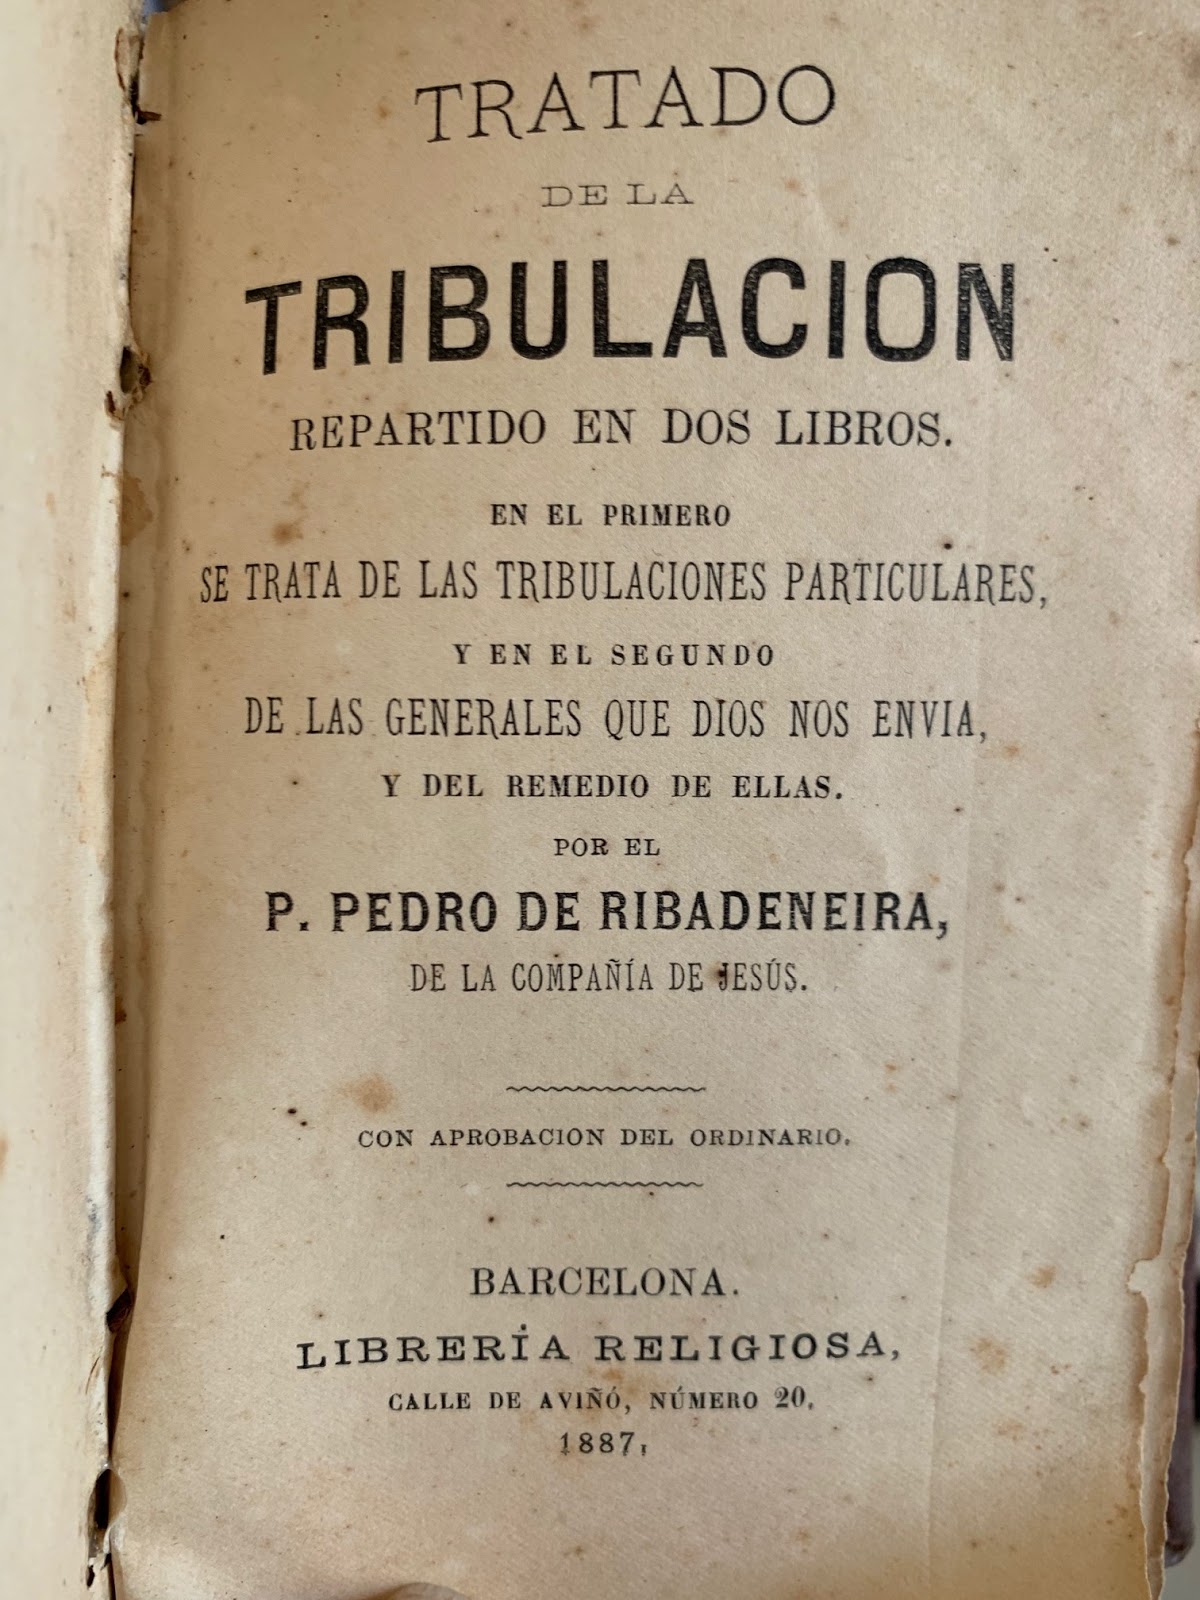 TRATADO
DE LA
TRIBULACION
REPARTIDO EN DOS LIBROS.
EN EL PRIMERO
SE TRATA DE LAS TRIBULACIONES PARTICULARES,
Y EN EL SEGUNDO
DE LAS GENERALES QUE DIOS NOS ENVIA,
Y DEL REMEDIO DE ELLAS.
POR EL
P. PEDRO DE RIBADENEIRA,
DE LA COMPAÑÍA DE JESÚS.
CON APROBACION DEL ORDINARIO.
BARCELONA.
LIBRERÍA RELIGIOSA,
CALLE DE AVIÑÓ, NÚMERO 20.
1887.